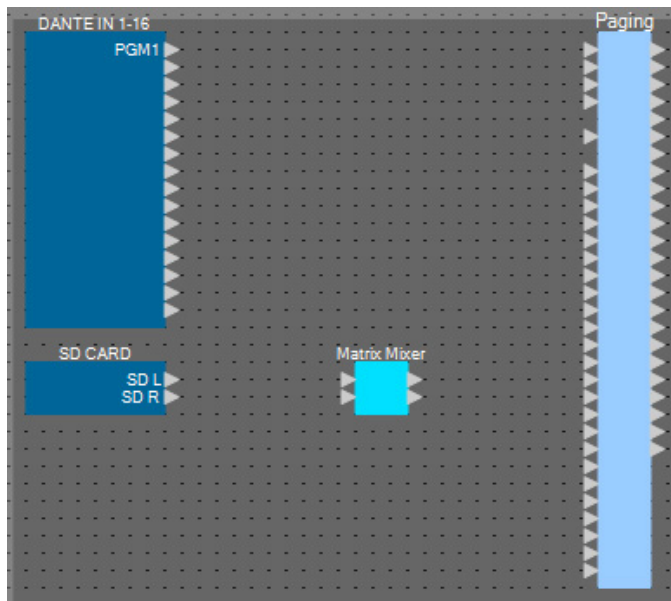 DANTE IN 1-16
Paging
PGM1
SD CARD
Matrix Mixer
SD L
SD R